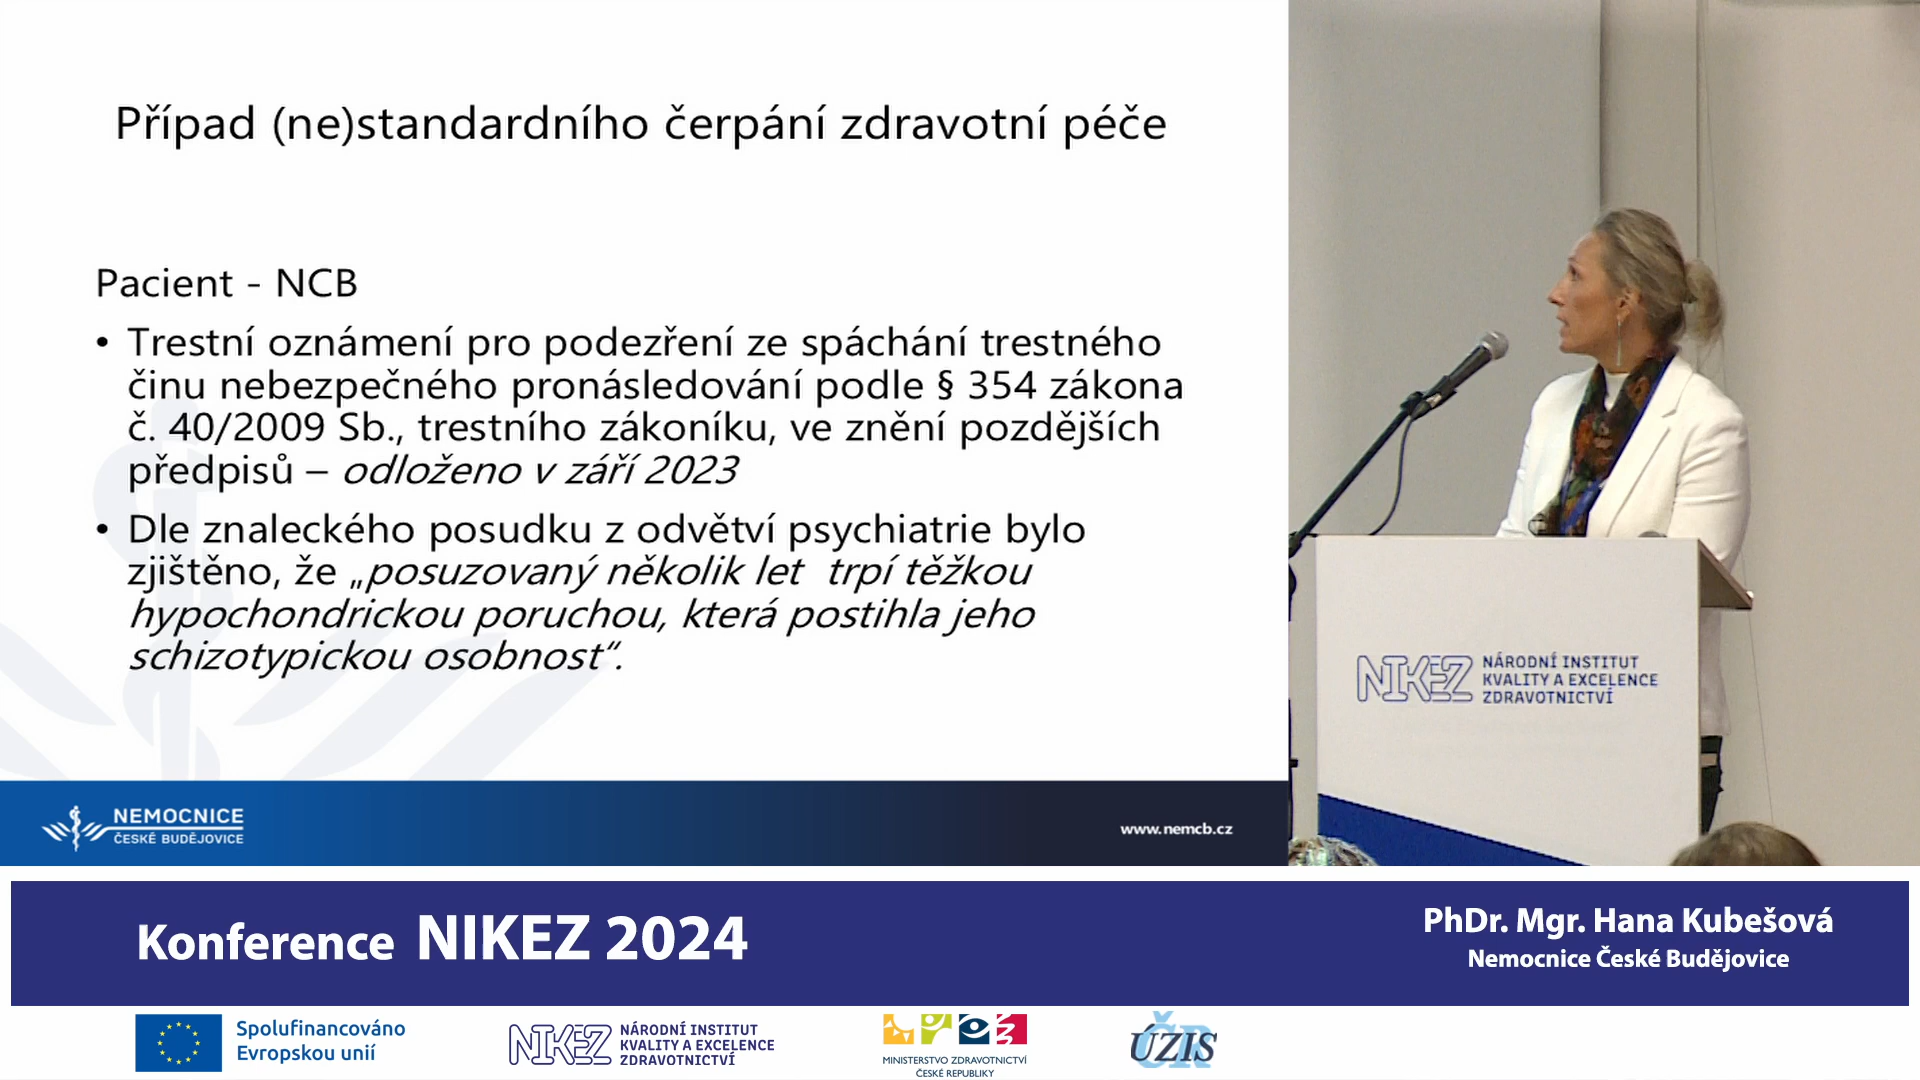 Případ (ne)standardního čerpání zdravotní péče
Pacient - NCB
• Trestní oznámení pro podezření ze spáchání trestného
činu nebezpečného pronásledování podle § 354 zákona
č. 40/2009 Sb., trestního zákoníku, ve znění pozdějších
předpisů – odloženo v září 2023
• Dle znaleckého posudku z odvětví psychiatrie bylo
zjištěno, že „posuzovaný několik let trpí těžkou
hypochondrickou poruchou, která postihla jeho
schizotypickou osobnost“.
NEMOCNICE
ČESKÉ BUDĚJOVICE
www.nemcb.cz
NIKEZ
NÁRODNÍ INSTITUT
KVALITY A EXCELENCE
ZDRAVOTNICTVÍ
Konference NIKEZ 2024
PhDr. Mgr. Hana Kubešová
Nemocnice České Budějovice
Spolufinancováno
Evropskou unií
NIKEZ
NÁRODNÍ INSTITUT
KVALITY A EXCELENCE
ZDRAVOTNICTVÍ
MINISTERSTVO ZDRAVOTNICTVÍ
ČESKÉ REPUBLIKY
ÚZIS
ČR